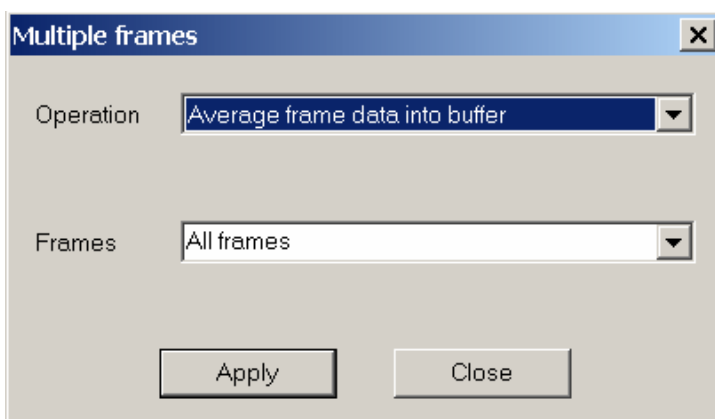 Multiple frames
Operation Average frame data into buffer
Frames All frames
Apply Close